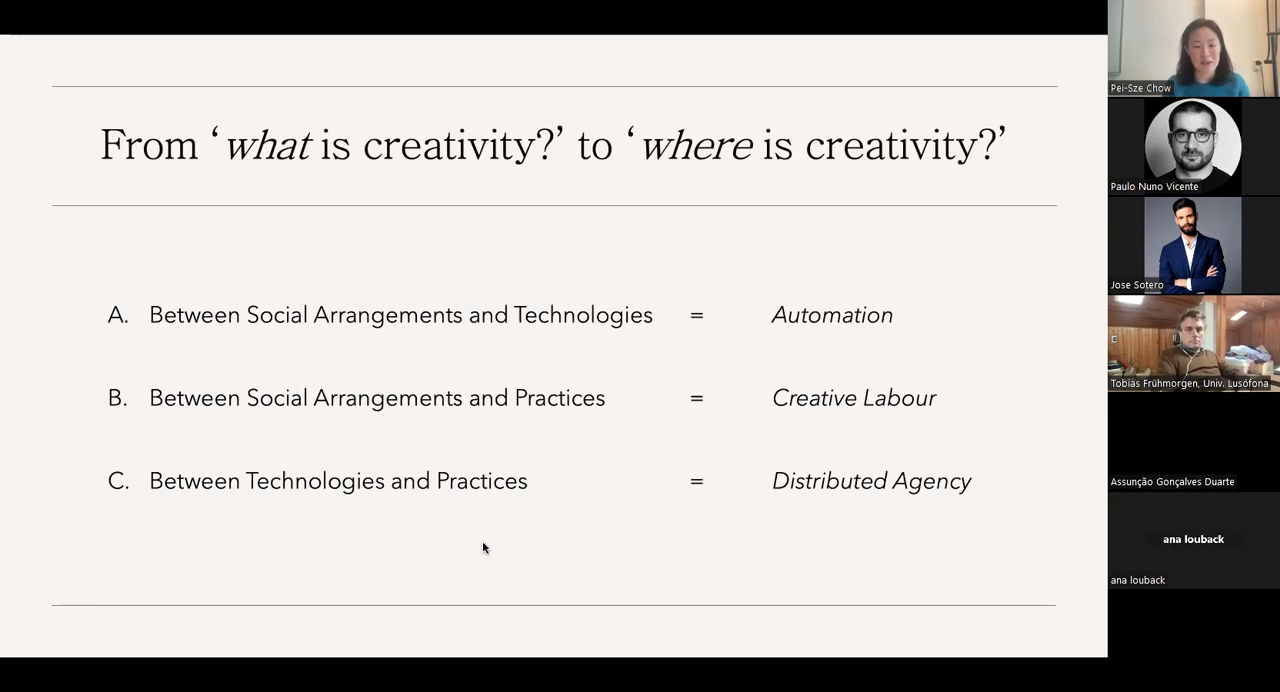 From ‘what is creativity?’ to ‘where is creativity?’
A. Between Social Arrangements and Technologies = Automation
B. Between Social Arrangements and Practices = Creative Labour
C. Between Technologies and Practices = Distributed Agency
Pei-Sze Chow
Paulo Nuno Vicente
Jose Sotero
Tobias Frühmorgen, Univ. Lusófona
Assunção Gonçalves Duarte
ana louback
ana louback